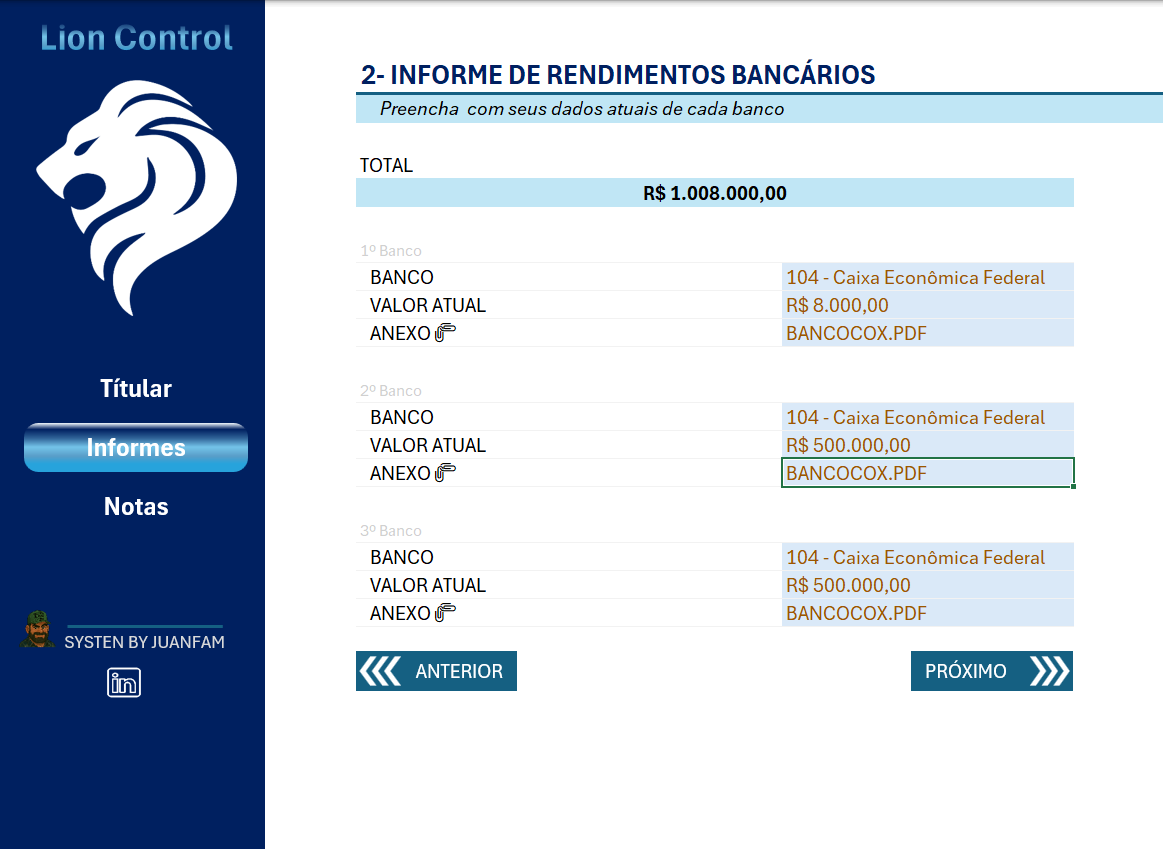 Lion Control
Títular
Informes
Notas
SYSTEN BY JUANFAM
in
2- INFORME DE RENDIMENTOS BANCÁRIOS
Preencha  com seus dados atuais de cada banco
TOTAL
R$ 1.008.000,00
1º Banco
BANCO 104 - Caixa Econômica Federal
VALOR ATUAL R$ 8.000,00
ANEXO BANCOCOX.PDF
2º Banco
BANCO 104 - Caixa Econômica Federal
VALOR ATUAL R$ 500.000,00
ANEXO BANCOCOX.PDF
3º Banco
BANCO 104 - Caixa Econômica Federal
VALOR ATUAL R$ 500.000,00
ANEXO BANCOCOX.PDF
ANTERIOR PRÓXIMO